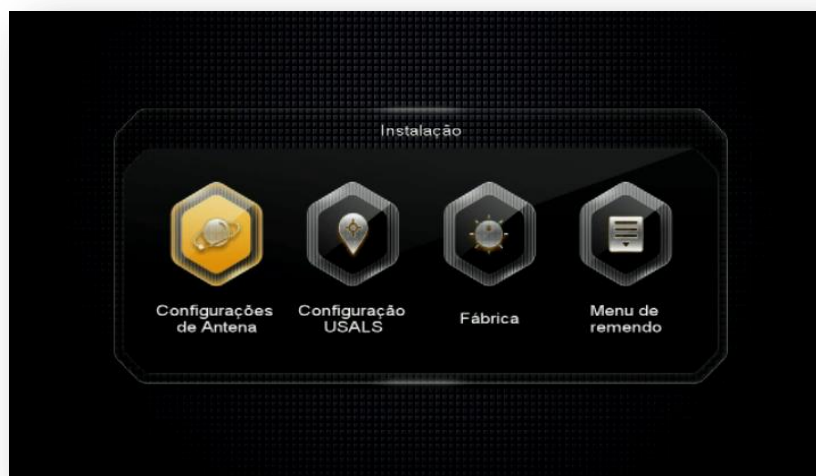 Instalação
Configurações
de Antena
Configuração
USALS
Fábrica
Menu de
remendo